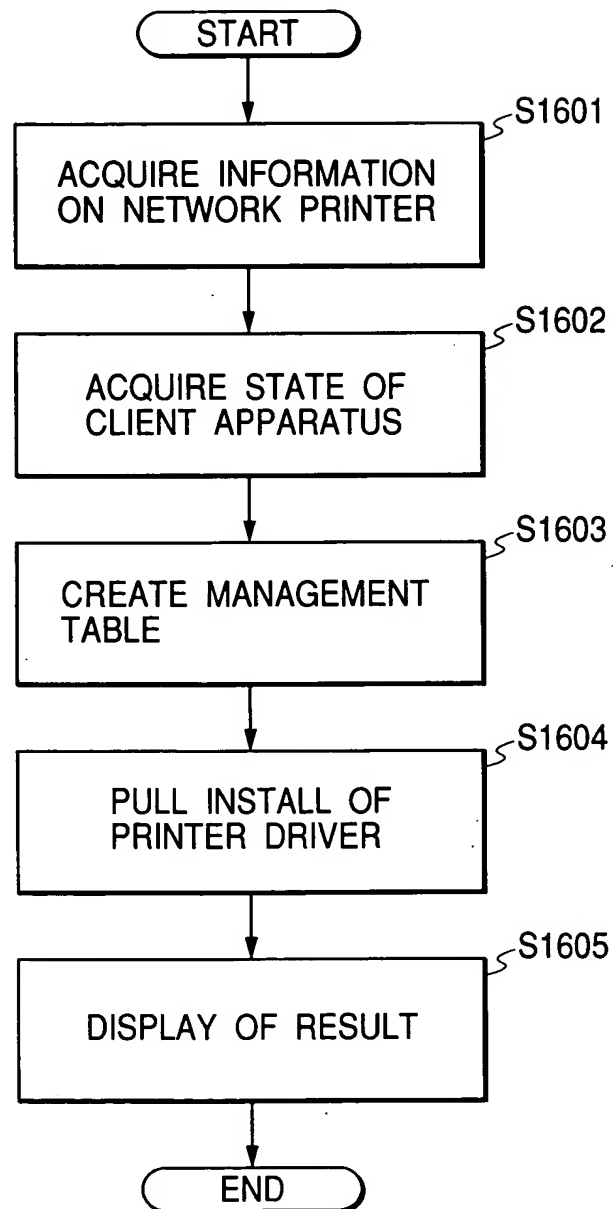 START
S1601
ACQUIRE INFORMATION
ON NETWORK PRINTER
S1602
ACQUIRE STATE OF
CLIENT APPARATUS
S1603
CREATE MANAGEMENT
TABLE
S1604
PULL INSTALL OF
PRINTER DRIVER
S1605
DISPLAY OF RESULT
END